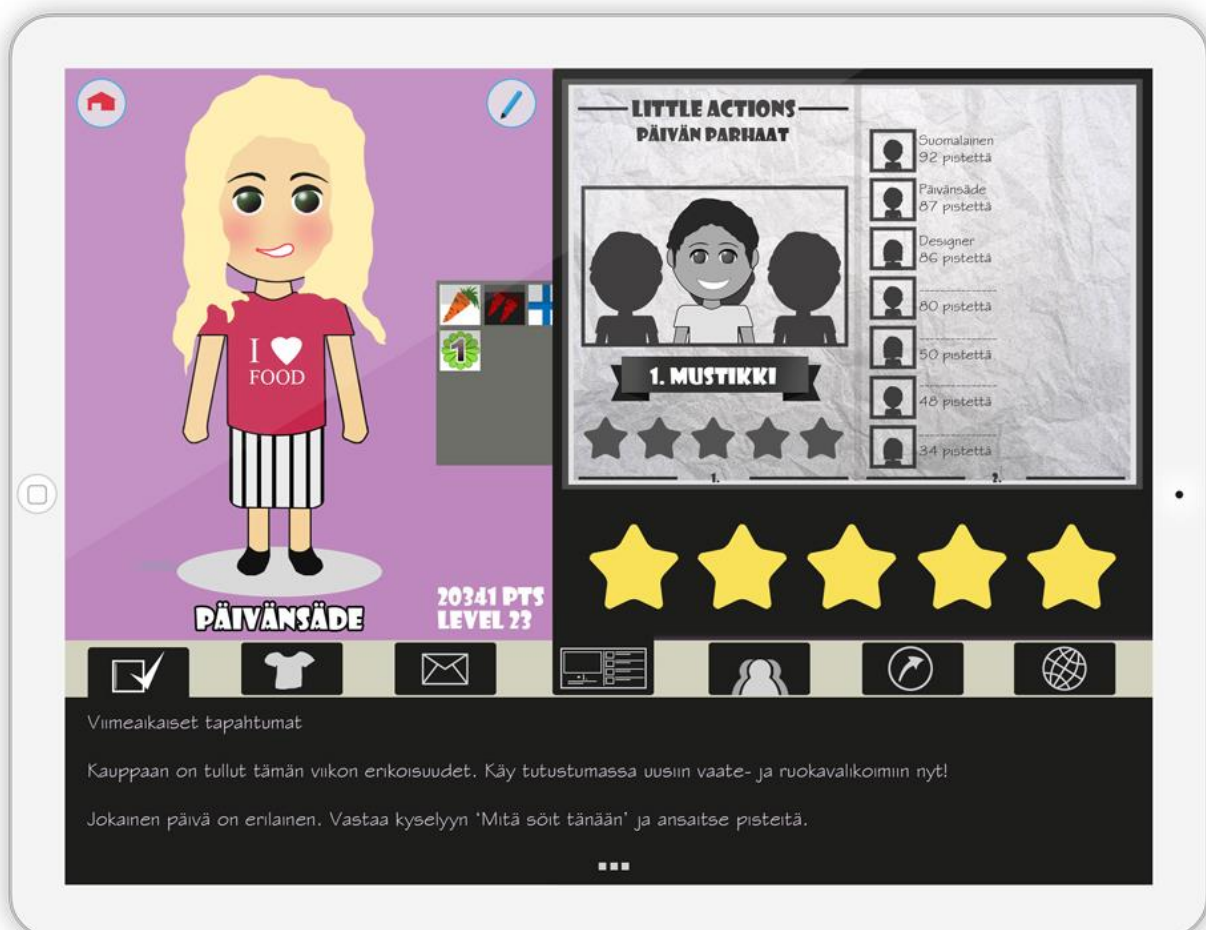 I
FOOD
PÄIVÄNSÄDE
20341 PTS
LEVEL 23
1
LITTLE ACTIONS
PÄIVÄN PARHAAT
1. MUSTIKKI
1.
Suomalainen
92 pistettä
Päivänsäde
87 pistettä
Designer
86 pistettä
80 pistettä
50 pistettä
48 pistettä
34 pistettä
2.
Viimeaikaiset tapahtumat
Kauppaan on tullut tämän viikon erikoisuudet. Käy tutustumassa uusiin vaate- ja ruokavalikoimiin nyt!
Jokainen päivä on erilainen. Vastaa kyselyyn 'Mitä söit tänään' ja ansaitse pisteitä.